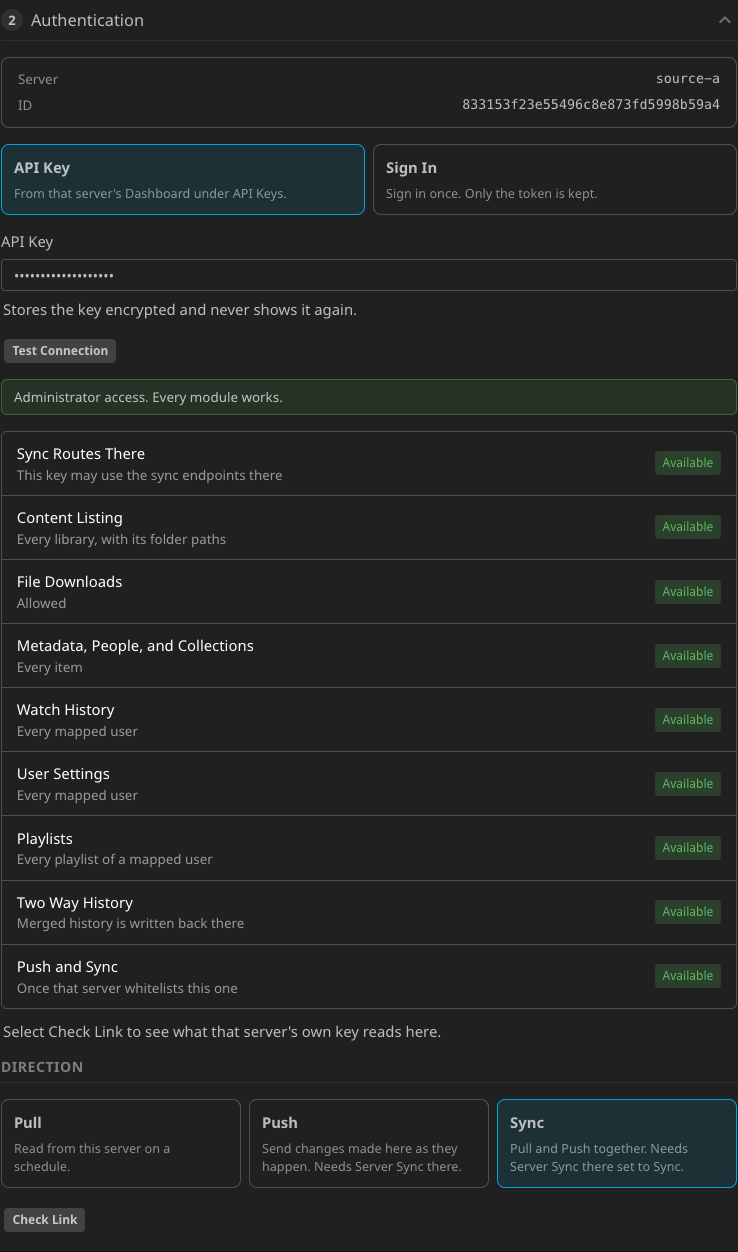 2 Authentication
Server source-a
ID 833153f23e55496c8e873fd5998b59a4
API Key
From that server's Dashboard under API Keys.
Sign In
Sign in once. Only the token is kept.
API Key
•••••••••••••••••••
Stores the key encrypted and never shows it again.
Test Connection
Administrator access. Every module works.
Sync Routes There
This key may use the sync endpoints there
Available
Content Listing
Every library, with its folder paths
Available
File Downloads
Allowed
Available
Metadata, People, and Collections
Every item
Available
Watch History
Every mapped user
Available
User Settings
Every mapped user
Available
Playlists
Every playlist of a mapped user
Available
Two Way History
Merged history is written back there
Available
Push and Sync
Once that server whitelists this one
Available
Select Check Link to see what that server's own key reads here.
DIRECTION
Pull
Read from this server on a
schedule.
Push
Send changes made here as they
happen. Needs Server Sync there.
Sync
Pull and Push together. Needs
Server Sync there set to Sync.
Check Link